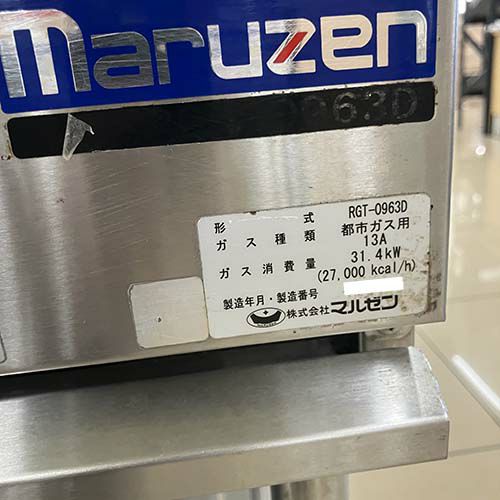 maruzen
963D
形 式 RGT-0963D
ガス種類 都市ガス用
13A
ガス消費量 31.4kW
(27,000 kcal/h)
製造年月・製造番号
株式会社マルゼン